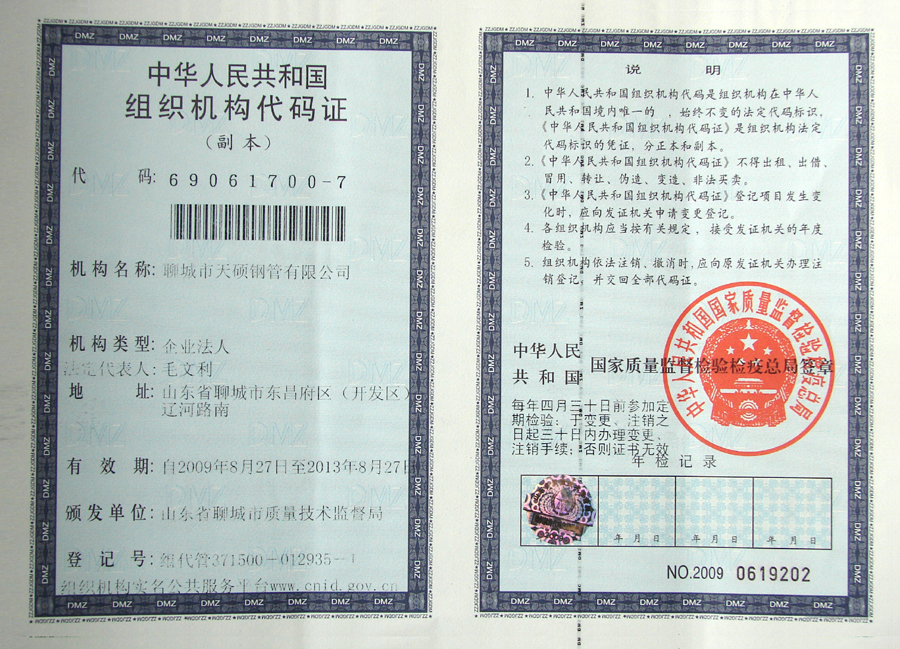 中华人民共和国
组织机构代码证
（副本）
代 码: 69061700-7
机构名称: 聊城市天硕钢管有限公司
机构类型: 企业法人
法定代表人: 毛文利
地 址: 山东省聊城市东昌府区（开发区）
辽河路南
有 效 期: 自2009年8月27日至2013年8月27日
颁发单位: 山东省聊城市质量技术监督局
登 记 号: 组代管371500-012935-1
组织机构实名公共服务平台www.cnid.gov.cn
说 明
1. 中华人民共和国组织机构代码是组织机构在中华人
民共和国境内唯一的 、始终不变的法定代码标识，
《中华人民共和国组织机构代码证》是组织机构法定
代码标识的凭证，分正本和副本。
2.《中华人民共和国组织机构代码证》不得出租、出借、
冒用、转让、伪造、变造、非法买卖。
3.《中华人民共和国组织机构代码证》登记项目发生变
化时，应向发证机关申请变更登记。
4. 各组织机构应当按有关规定，接受发证机关的年度
检验。
5. 组织机构依法注销、撤消时，应向原发证机关办理注
销登记，并交回全部代码证。
中华人民
共和国
国家质量监督检验检疫总局签章
中华人民共和国国家质量监督检验检疫总局
每年四月三十日前参加定
期检验：于变更、注销之
日起三十日内办理变更、
注销手续；否则证书无效
年检记录
年 月 日 年 月 日 年 月 日
NO.2009 0619202